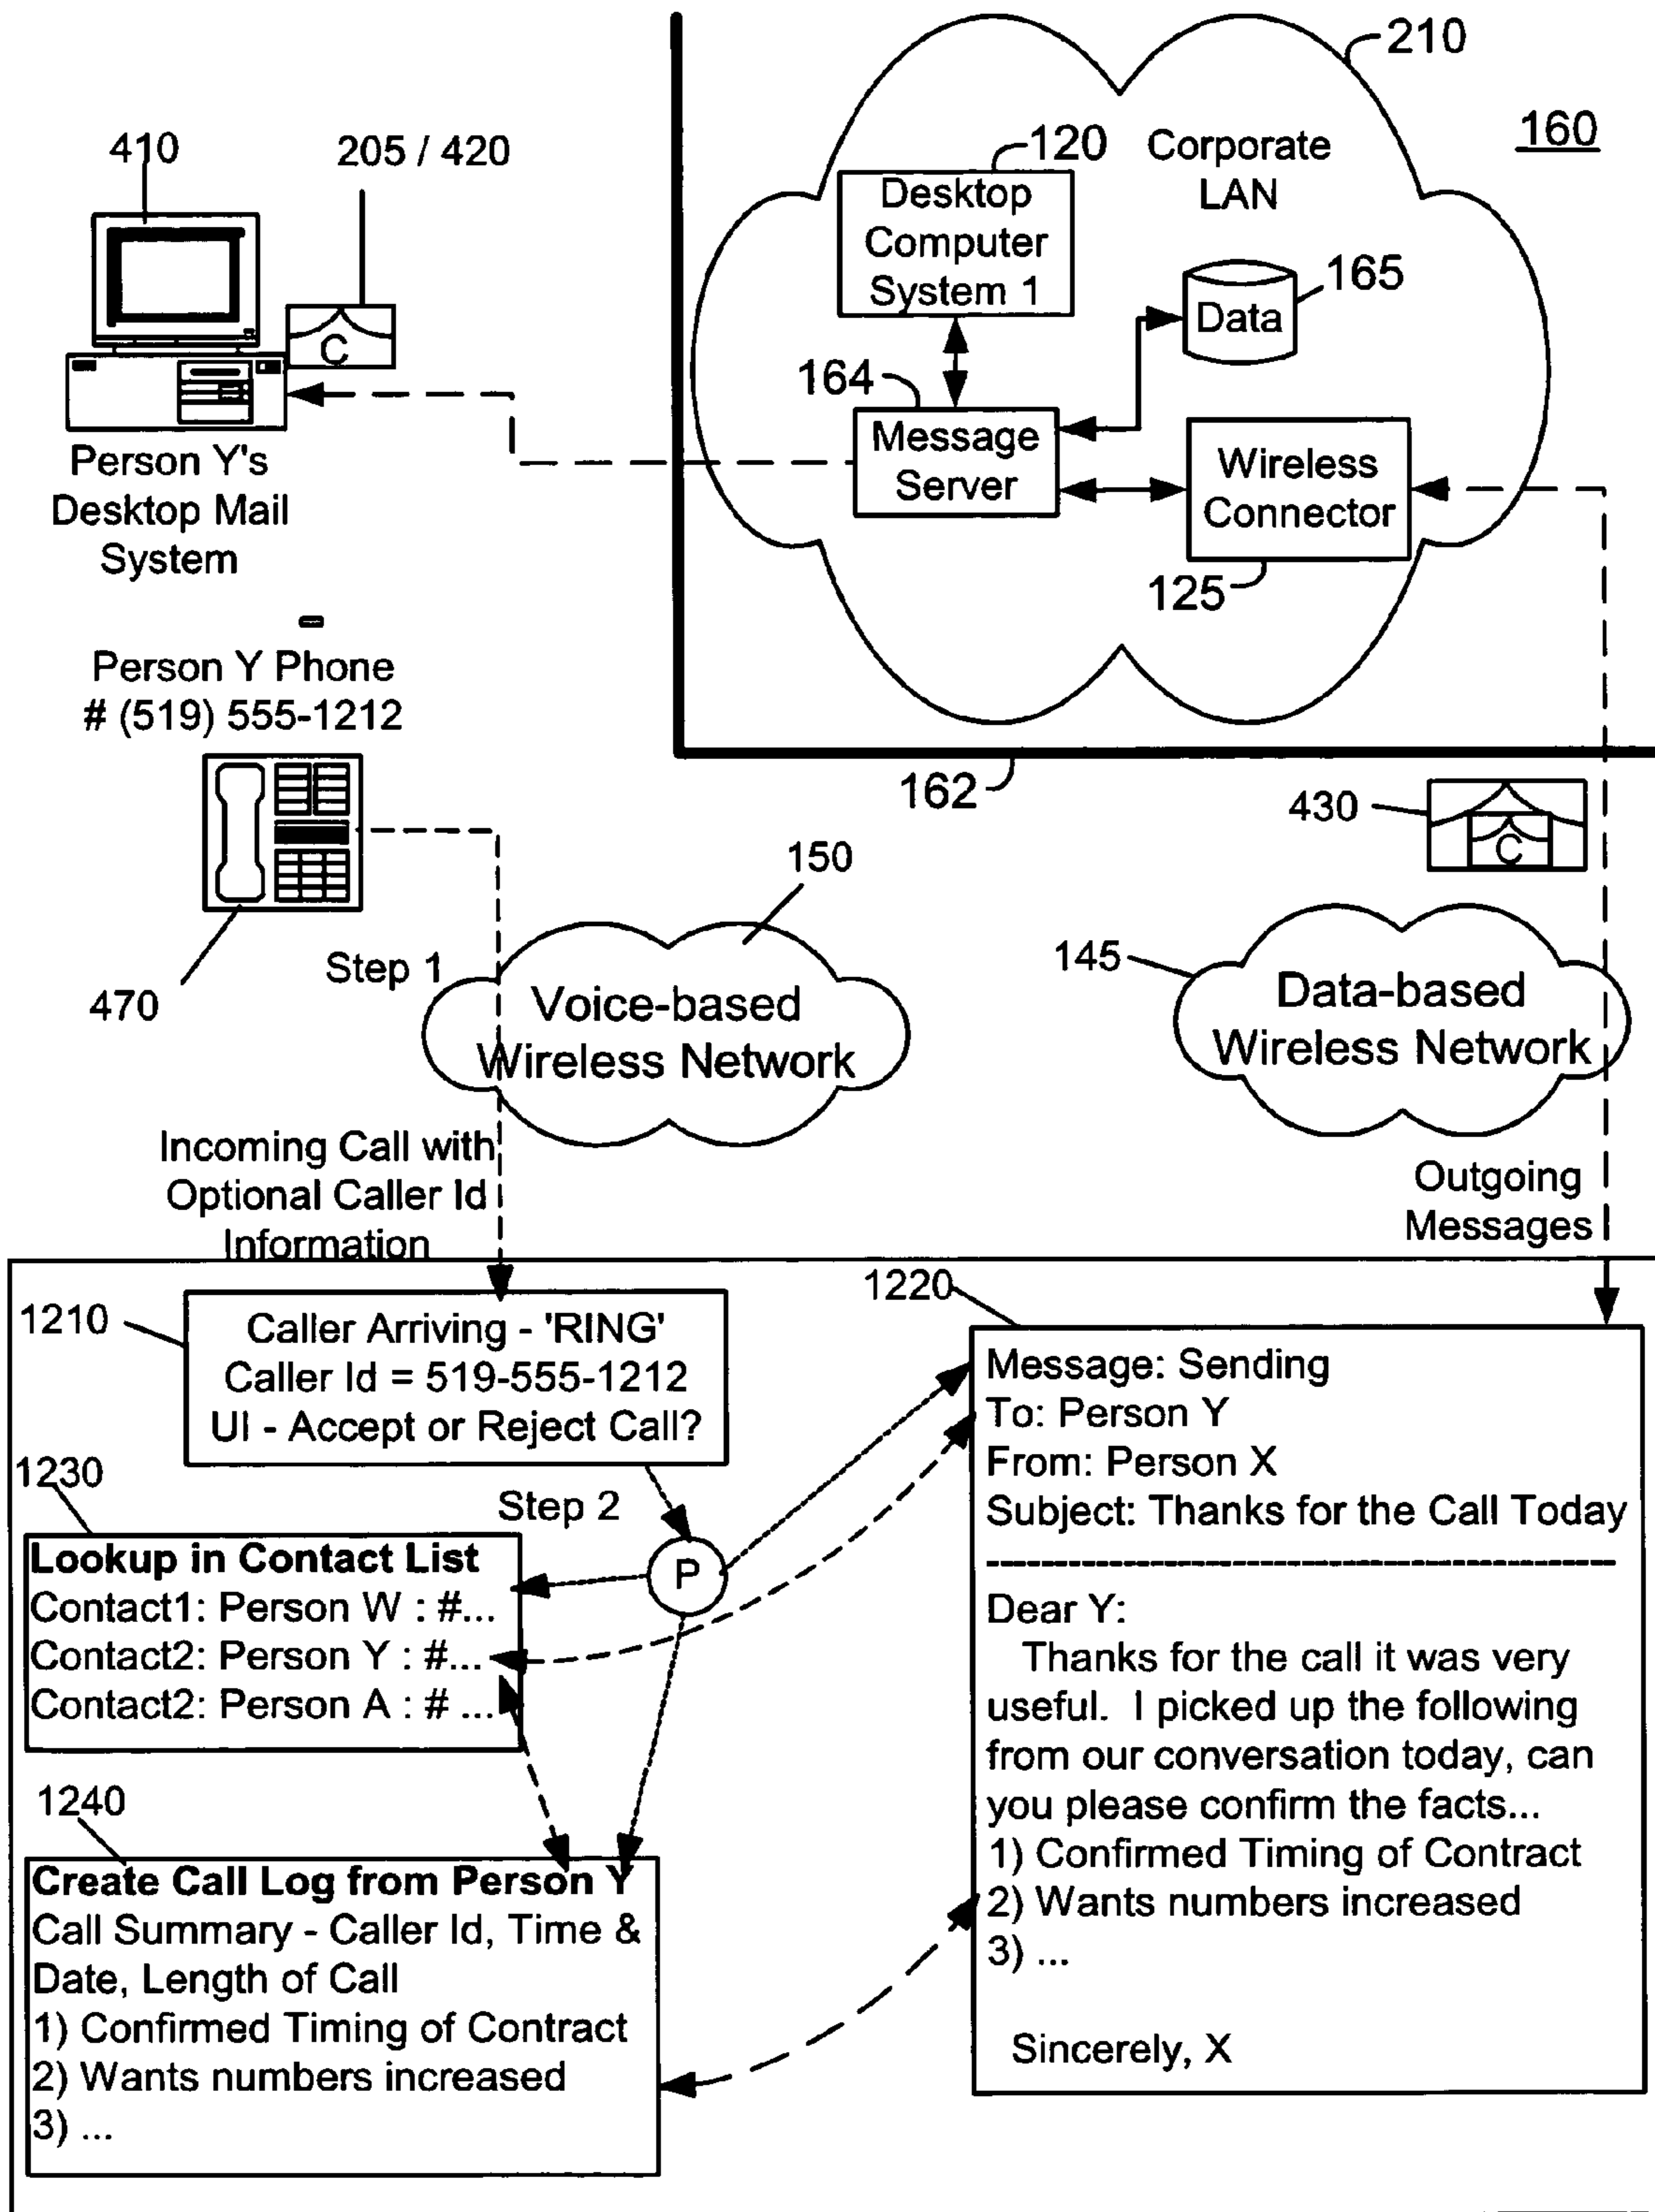 210
160
410
205 / 420
120
Corporate
LAN
Desktop
Computer
System 1
165
Data
C
164
Message
Server
Wireless
Connector
125
Person Y's
Desktop Mail
System
Person Y Phone
# (519) 555-1212
162
430
C
150
470
Step 1
145
Voice-based
Wireless Network
Data-based
Wireless Network
Incoming Call with
Optional Caller Id
Information
Outgoing
Messages
1210
Caller Arriving - 'RING'
Caller Id = 519-555-1212
UI - Accept or Reject Call?
1220
Message: Sending
To: Person Y
From: Person X
Subject: Thanks for the Call Today
Dear Y:
Thanks for the call it was very
useful. I picked up the following
from our conversation today, can
you please confirm the facts...
1) Confirmed Timing of Contract
2) Wants numbers increased
3) ...
Sincerely, X
1230
Step 2
P
Lookup in Contact List
Contact1: Person W : #...
Contact2: Person Y : #...
Contact2: Person A : # ...
1240
Create Call Log from Person Y
Call Summary - Caller Id, Time &
Date, Length of Call
1) Confirmed Timing of Contract
2) Wants numbers increased
3) ...